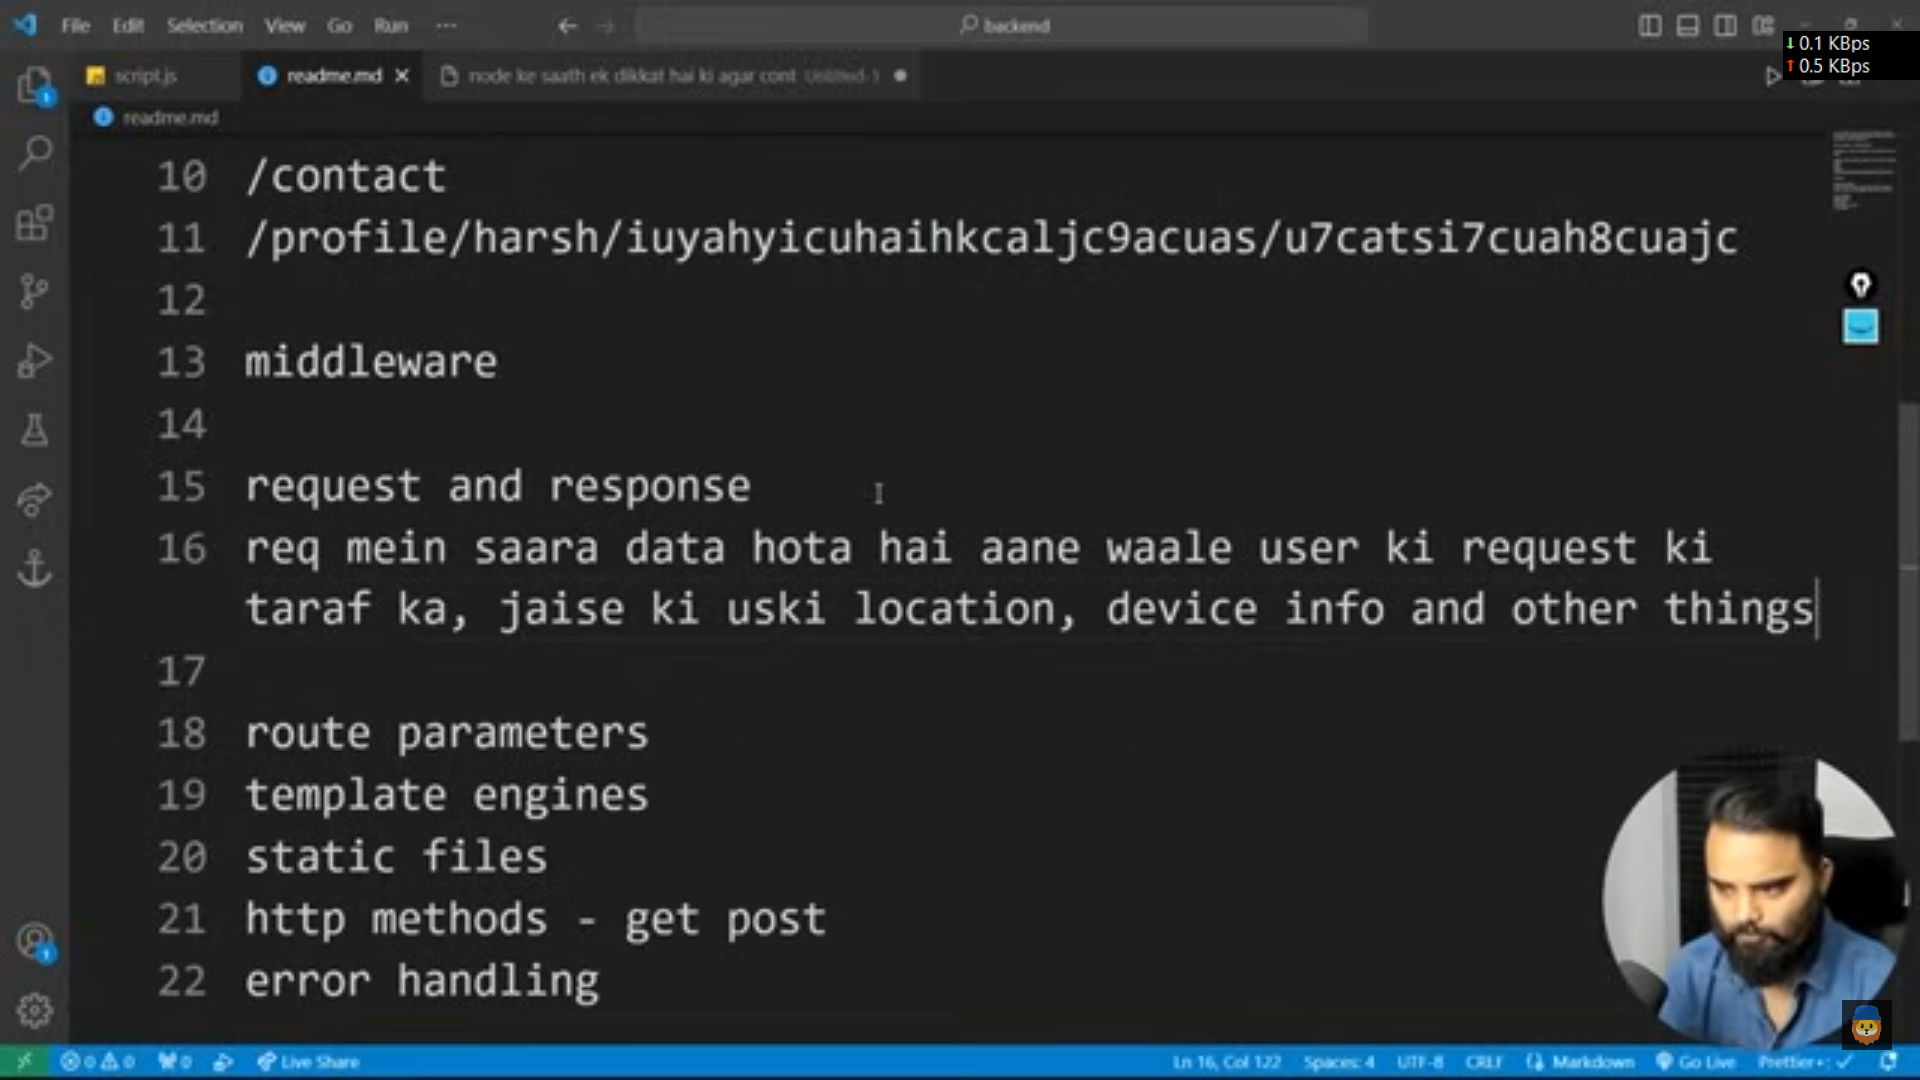 File Edit Selection View Go Run ··· backend
↓ 0.1 KBps
↑ 0.5 KBps
script.js readme.md node ke saath ek dikkat hai ki agar cont Untitled-1
readme.md
10 /contact
11 /profile/harsh/iuyahyicuhaihkcaljc9acuas/u7catsi7cuah8cuajc
12
13 middleware
14
15 request and response
16 req mein saara data hota hai aane waale user ki request ki
taraf ka, jaise ki uski location, device info and other things
17
18 route parameters
19 template engines
20 static files
21 http methods - get post
22 error handling
0 0 0 Live Share Ln 16, Col 122 Spaces: 4 UTF-8 CRLF Markdown Go Live Prettier+: ✓